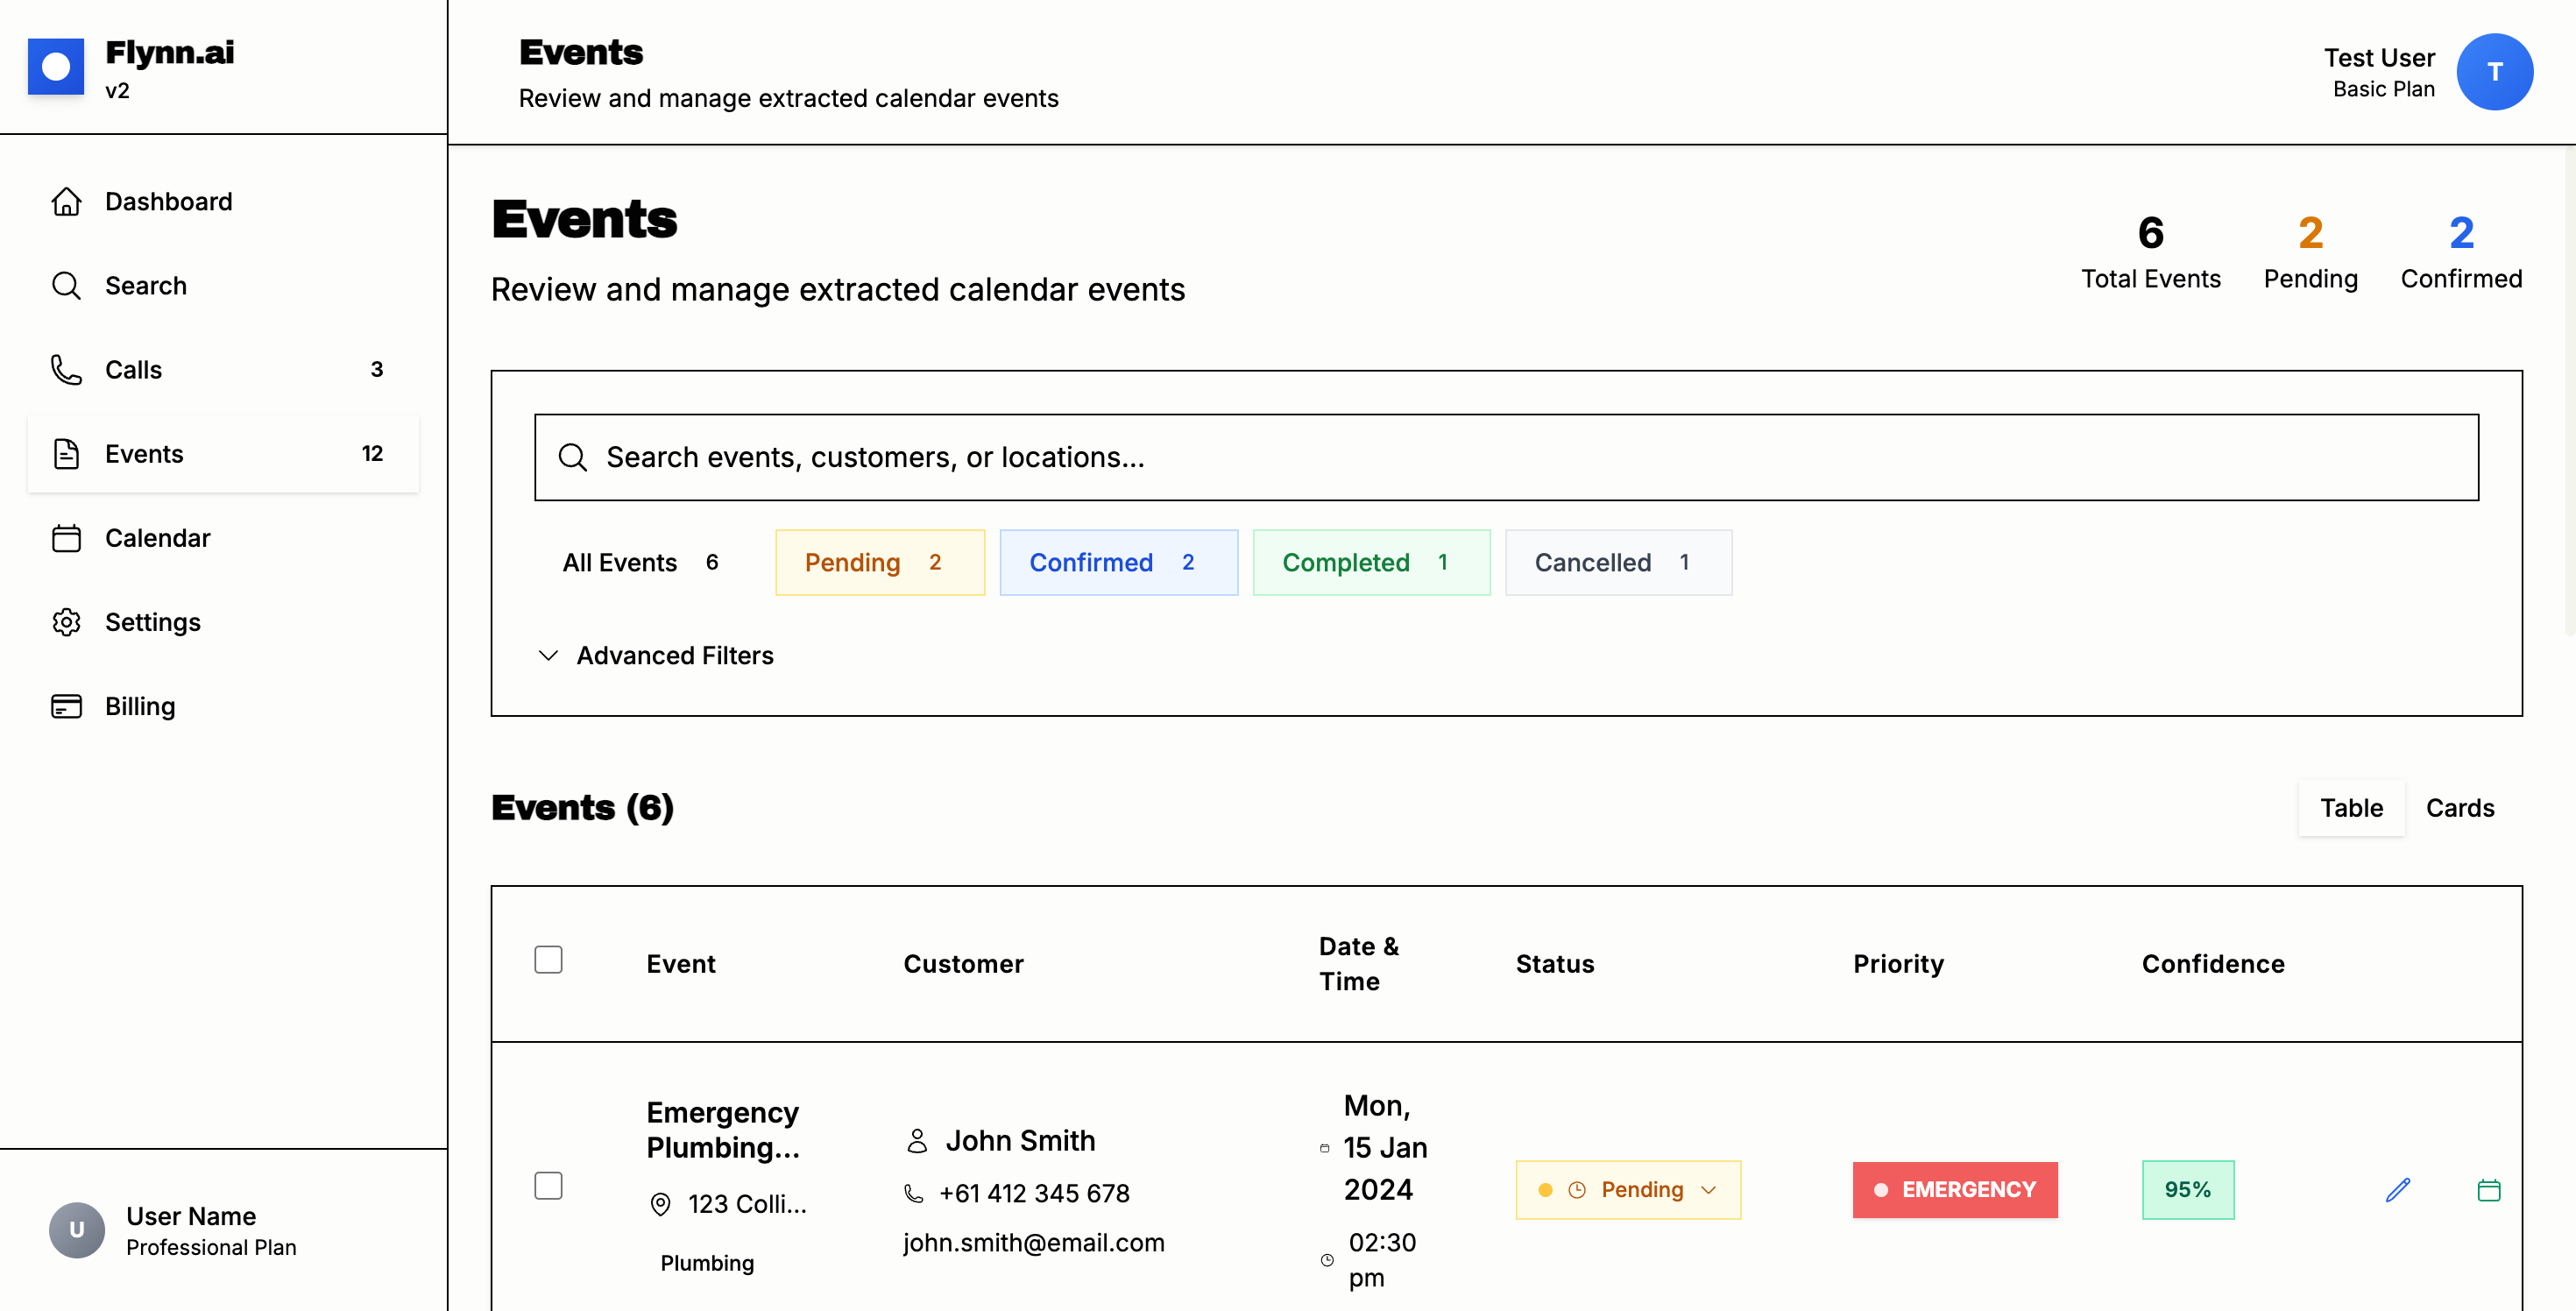 Flynn.ai
v2
Dashboard
Search
Calls 3
Events 12
Calendar
Settings
Billing
U
User Name
Professional Plan
Events
Review and manage extracted calendar events
Test User
Basic Plan
T
Events
Review and manage extracted calendar events
6
Total Events
2
Pending
2
Confirmed
Search events, customers, or locations...
All Events 6
Pending 2
Confirmed 2
Completed 1
Cancelled 1
Advanced Filters
Events (6)
Table
Cards
Event
Customer
Date &
Time
Status
Priority
Confidence
Emergency
Plumbing...
123 Colli...
Plumbing
John Smith
+61 412 345 678
john.smith@email.com
Mon,
15 Jan
2024
02:30
pm
Pending
EMERGENCY
95%